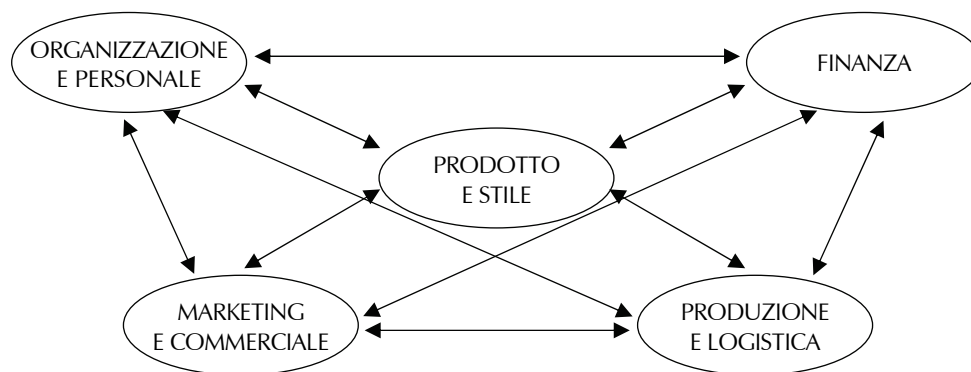 ORGANIZZAZIONE
E PERSONALE
FINANZA
PRODOTTO
E STILE
MARKETING
E COMMERCIALE
PRODUZIONE
E LOGISTICA